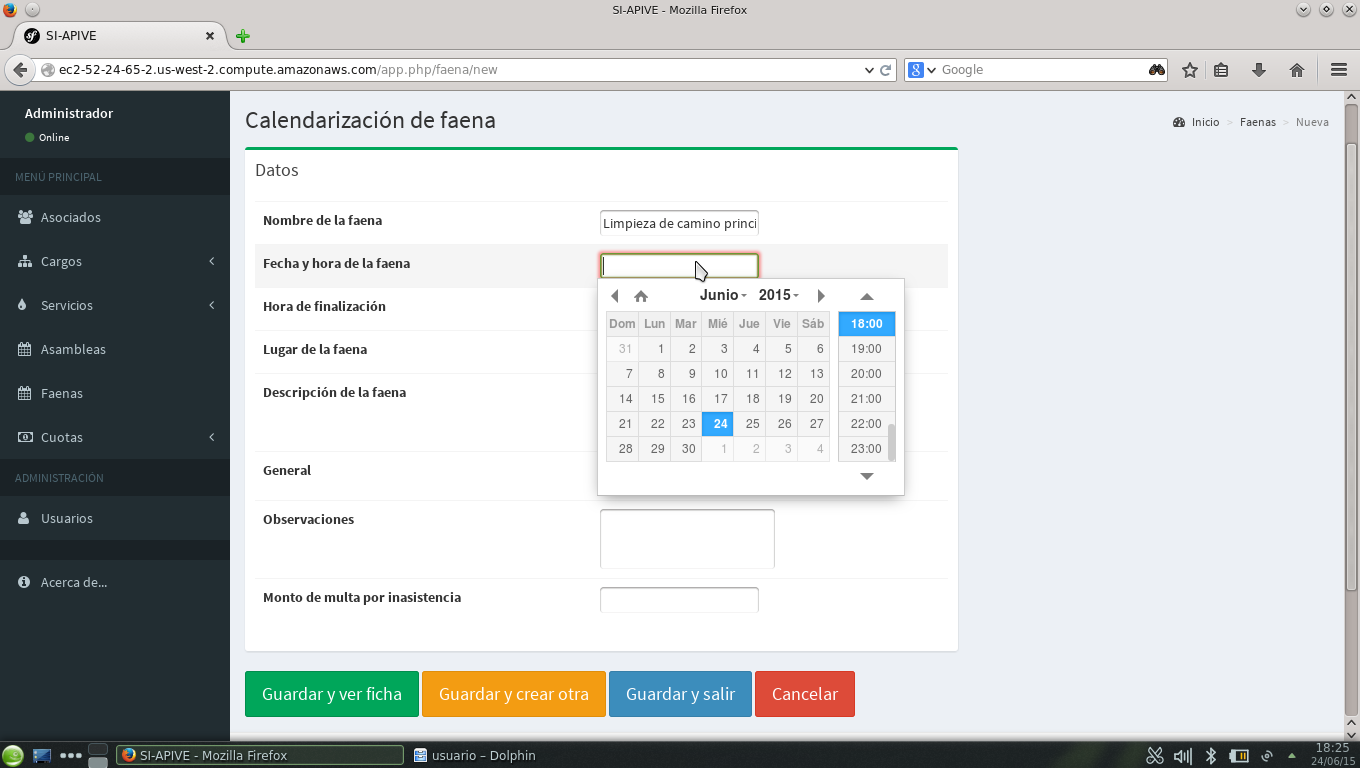 SI-APIVE - Mozilla Firefox
SI-APIVE
ec2-52-24-65-2.us-west-2.compute.amazonaws.com/app.php/faena/new
Google
Administrador
Online
MENÚ PRINCIPAL
Asociados
Cargos
Servicios
Asambleas
Faenas
Cuotas
ADMINISTRACIÓN
Usuarios
Acerca de...
Calendarización de faena
Inicio > Faenas > Nueva
Datos
Nombre de la faena
Limpieza de camino princi
Fecha y hora de la faena
Hora de finalización
Lugar de la faena
Descripción de la faena
General
Observaciones
Monto de multa por inasistencia
Junio 2015
Dom Lun Mar Mié Jue Vie Sáb
31 1 2 3 4 5 6
7 8 9 10 11 12 13
14 15 16 17 18 19 20
21 22 23 24 25 26 27
28 29 30 1 2 3 4
18:00
19:00
20:00
21:00
22:00
23:00
Guardar y ver ficha
Guardar y crear otra
Guardar y salir
Cancelar
SI-APIVE - Mozilla Firefox
usuario – Dolphin
18:25
24/06/15